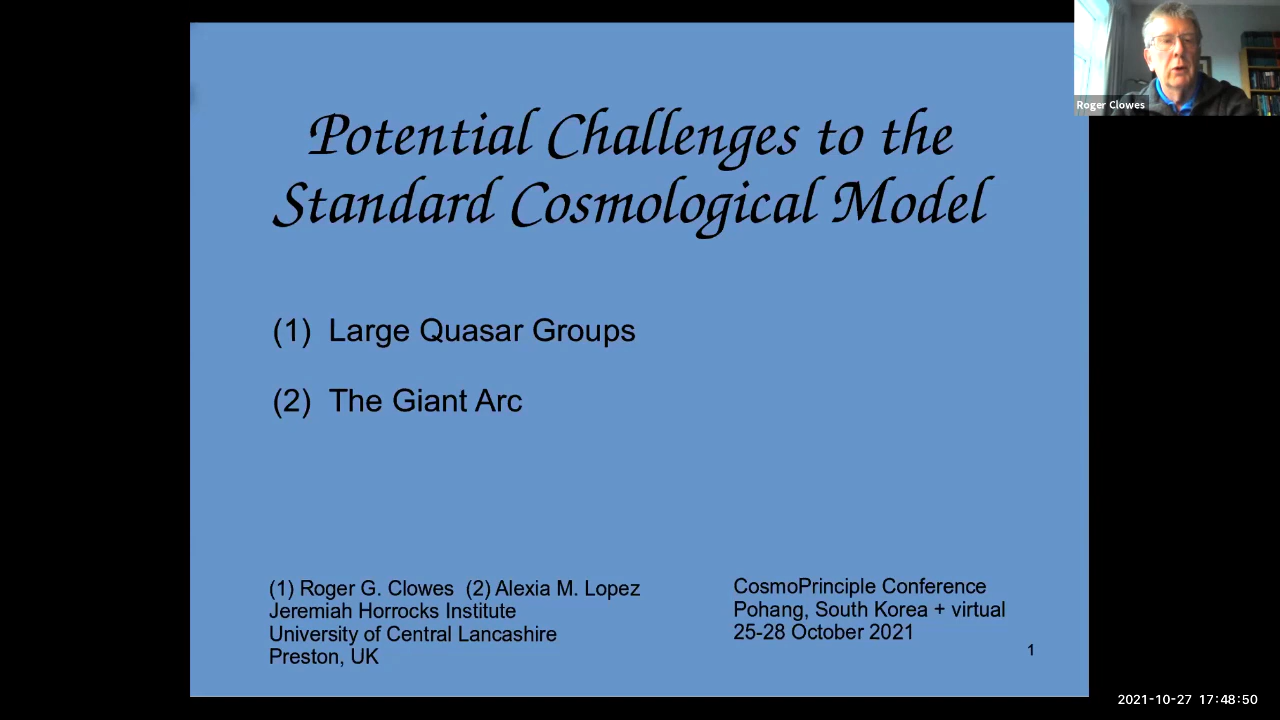 Potential Challenges to the
Standard Cosmological Model
(1) Large Quasar Groups
(2) The Giant Arc
(1) Roger G. Clowes (2) Alexia M. Lopez
Jeremiah Horrocks Institute
University of Central Lancashire
Preston, UK
CosmoPrinciple Conference
Pohang, South Korea + virtual
25-28 October 2021
1
Roger Clowes
2021-10-27 17:48:50